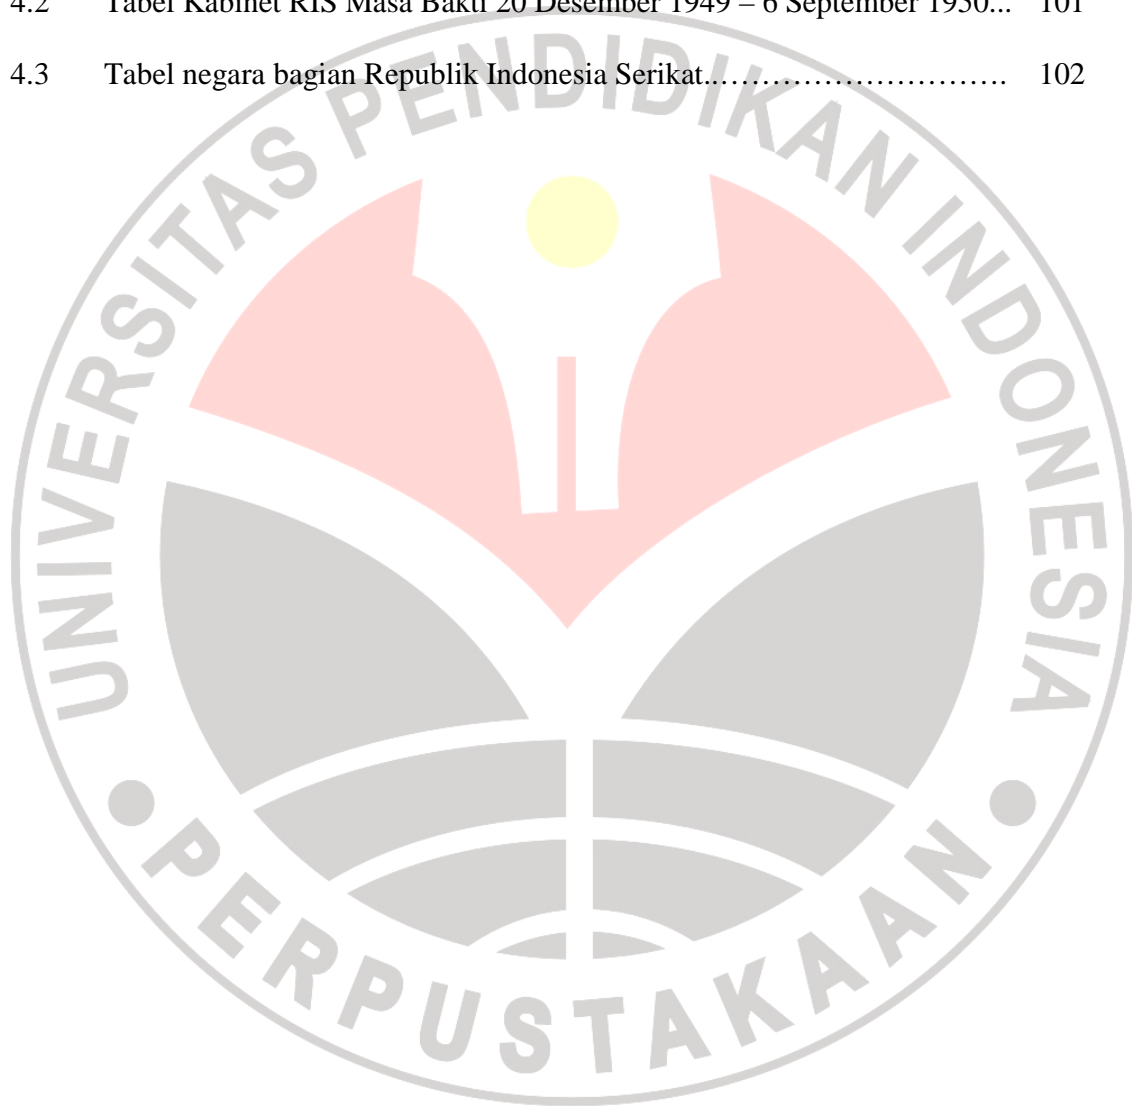 4.2 Tabel Kabinet RIS Masa Bakti 20 Desember 1949 – 6 September 1950... 101
4.3 Tabel negara bagian Republik Indonesia Serikat.………………………… 102
UNIVERSITAS PENDIDIKAN INDONESIA
PERPUSTAKAAN